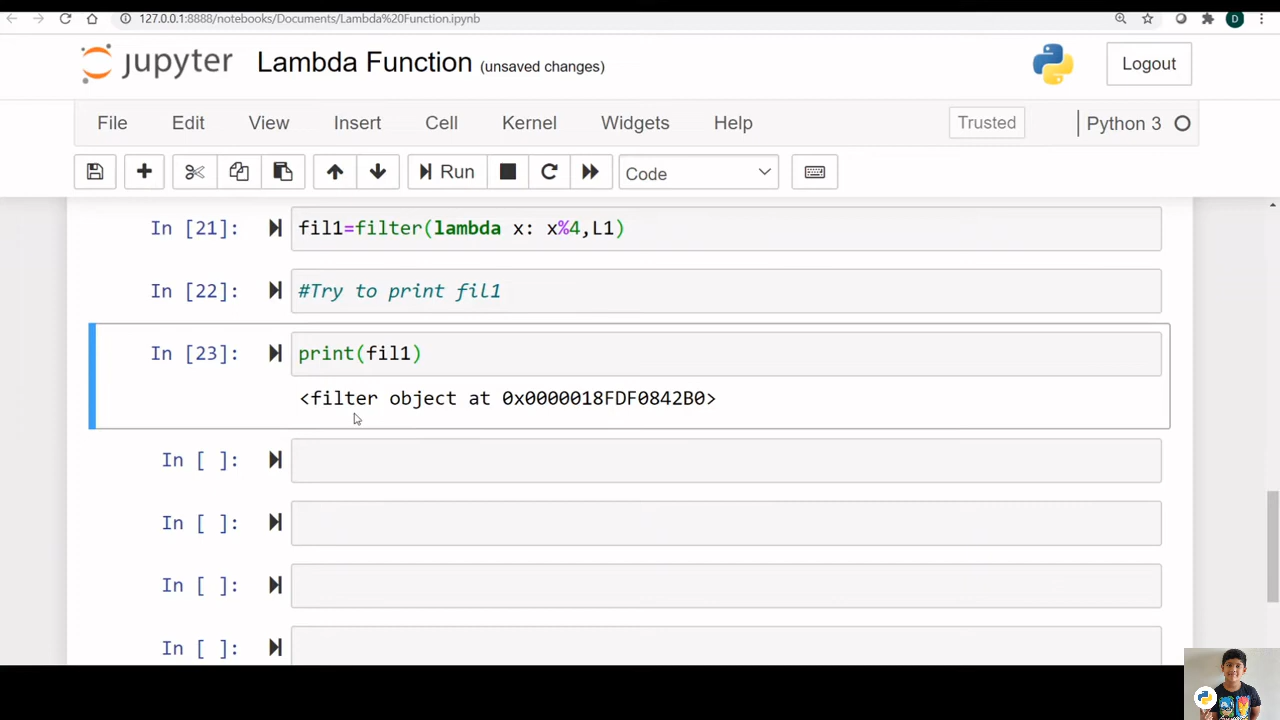 127.0.0.1:8888/notebooks/Documents/Lambda%20Function.ipynb
D
jupyter Lambda Function (unsaved changes)
Logout
File Edit View Insert Cell Kernel Widgets Help Trusted Python 3
Run Code
In [21]: fil1=filter(lambda x: x%4,L1)
In [22]: #Try to print fil1
In [23]: print(fil1)
<filter object at 0x0000018FDF0842B0>
In [ ]:
In [ ]:
In [ ]:
In [ ]: